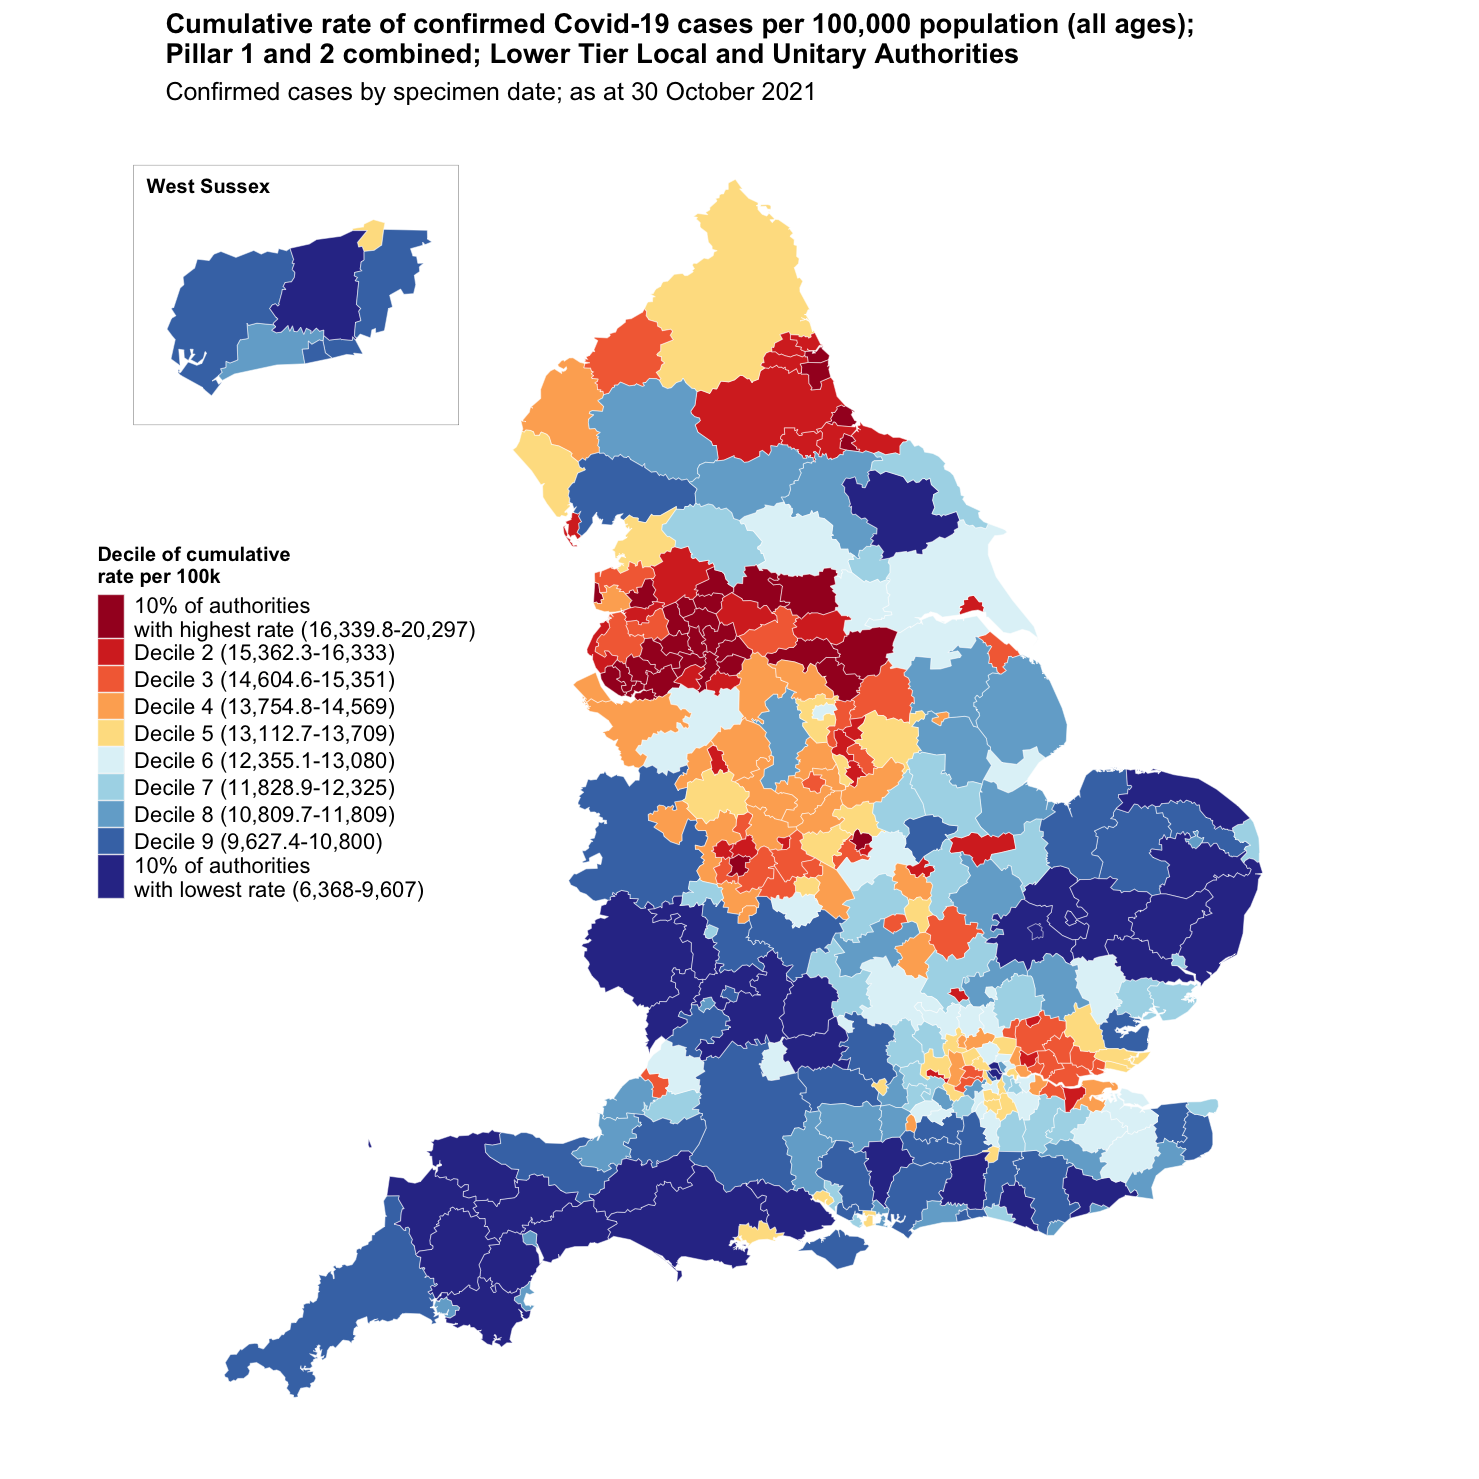 Cumulative rate of confirmed Covid-19 cases per 100,000 population (all ages);
Pillar 1 and 2 combined; Lower Tier Local and Unitary Authorities
Confirmed cases by specimen date; as at 30 October 2021
West Sussex
Decile of cumulative
rate per 100k
10% of authorities
with highest rate (16,339.8-20,297)
Decile 2 (15,362.3-16,333)
Decile 3 (14,604.6-15,351)
Decile 4 (13,754.8-14,569)
Decile 5 (13,112.7-13,709)
Decile 6 (12,355.1-13,080)
Decile 7 (11,828.9-12,325)
Decile 8 (10,809.7-11,809)
Decile 9 (9,627.4-10,800)
10% of authorities
with lowest rate (6,368-9,607)